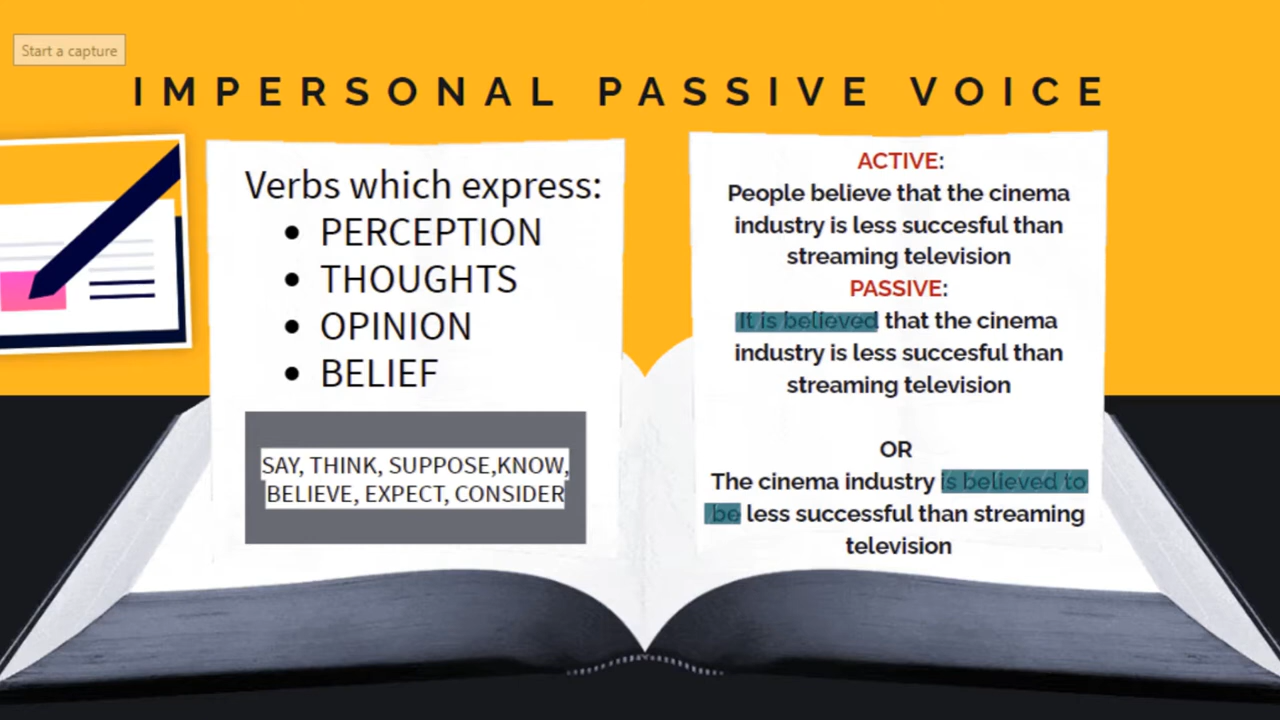 Start a capture
IMPERSONAL PASSIVE VOICE
Verbs which express:
• PERCEPTION
• THOUGHTS
• OPINION
• BELIEF
SAY, THINK, SUPPOSE,KNOW,
BELIEVE, EXPECT, CONSIDER
ACTIVE:
People believe that the cinema
industry is less succesful than
streaming television
PASSIVE:
It is believed that the cinema
industry is less succesful than
streaming television
OR
The cinema industry is believed to
be less successful than streaming
television